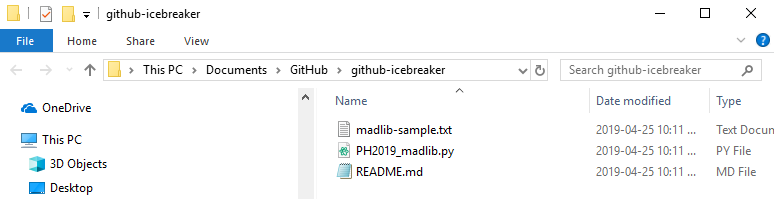 github-icebreaker
File Home Share View
This PC Documents GitHub github-icebreaker Search github-icebreaker
OneDrive
This PC
3D Objects
Desktop
Name Date modified Type
madlib-sample.txt 2019-04-25 10:11 ... Text Docum
PH2019_madlib.py 2019-04-25 10:11 ... PY File
README.md 2019-04-25 10:11 ... MD File